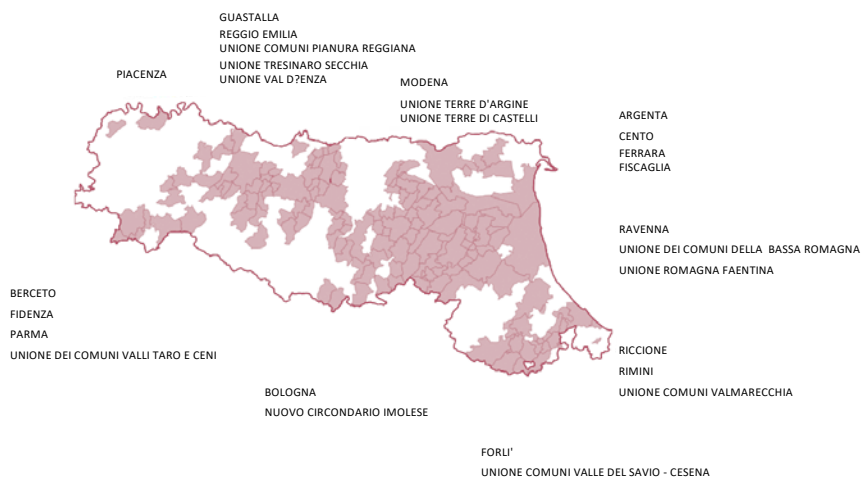 GUASTALLA
REGGIO EMILIA
UNIONE COMUNI PIANURA REGGIANA
UNIONE TRESINARO SECCHIA
UNIONE VAL D?ENZA
PIACENZA
MODENA
UNIONE TERRE D'ARGINE
UNIONE TERRE DI CASTELLI
ARGENTA
CENTO
FERRARA
FISCAGLIA
RAVENNA
UNIONE DEI COMUNI DELLA BASSA ROMAGNA
UNIONE ROMAGNA FAENTINA
BERCETO
FIDENZA
PARMA
UNIONE DEI COMUNI VALLI TARO E CENI
RICCIONE
RIMINI
UNIONE COMUNI VALMARECCHIA
BOLOGNA
NUOVO CIRCONDARIO IMOLESE
FORLI'
UNIONE COMUNI VALLE DEL SAVIO - CESENA